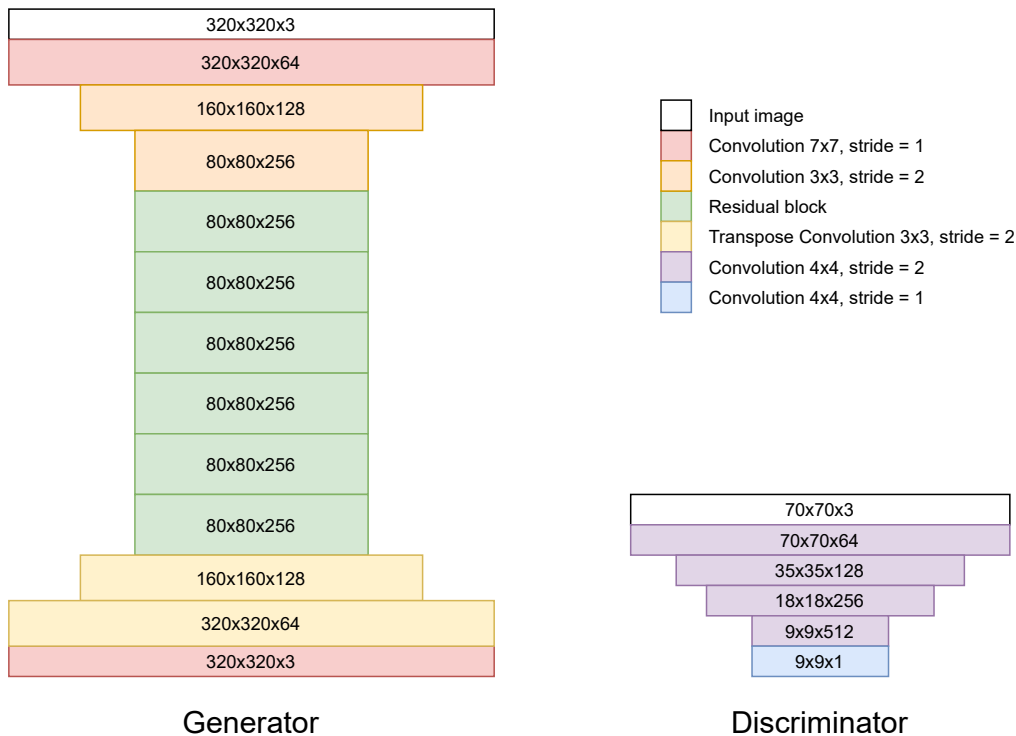 320x320x3
320x320x64
160x160x128
80x80x256
80x80x256
80x80x256
80x80x256
80x80x256
80x80x256
80x80x256
160x160x128
320x320x64
320x320x3
Generator
Input image
Convolution 7x7, stride = 1
Convolution 3x3, stride = 2
Residual block
Transpose Convolution 3x3, stride = 2
Convolution 4x4, stride = 2
Convolution 4x4, stride = 1
70x70x3
70x70x64
35x35x128
18x18x256
9x9x512
9x9x1
Discriminator